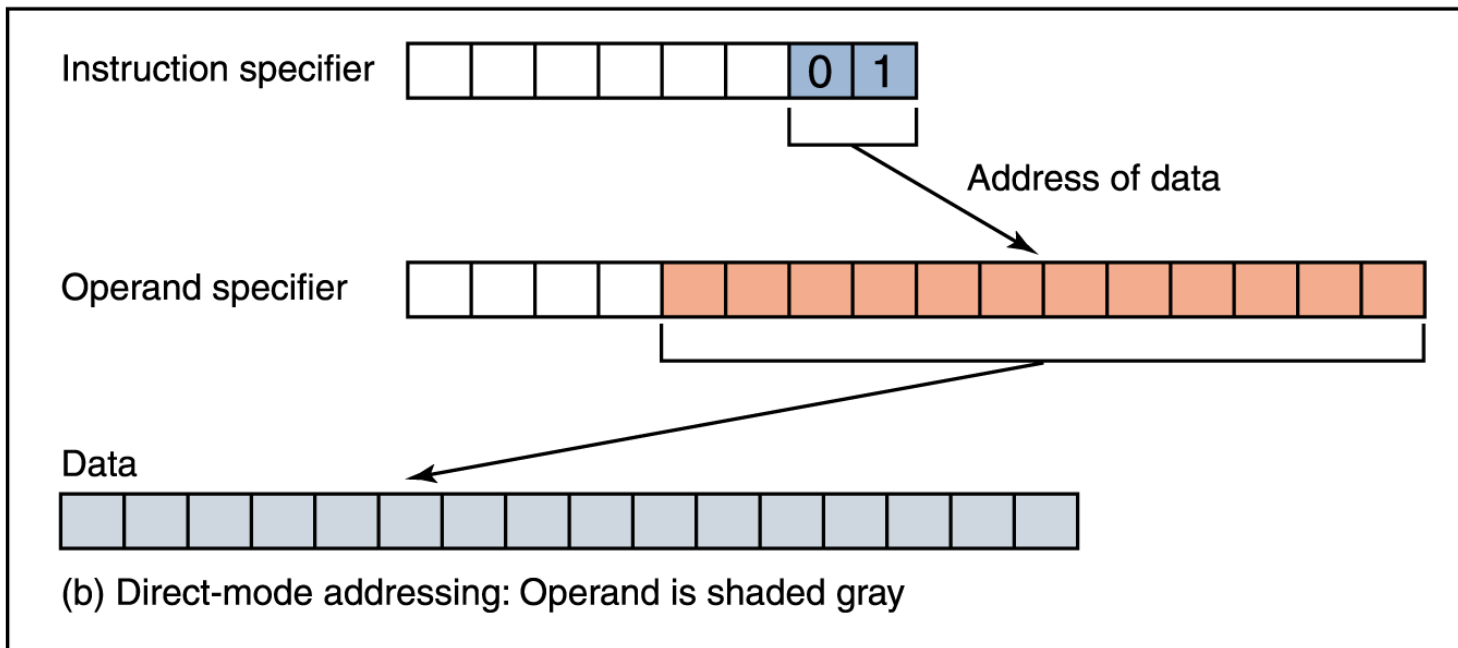 Instruction specifier
0 1
Address of data
Operand specifier
Data
(b) Direct-mode addressing: Operand is shaded gray